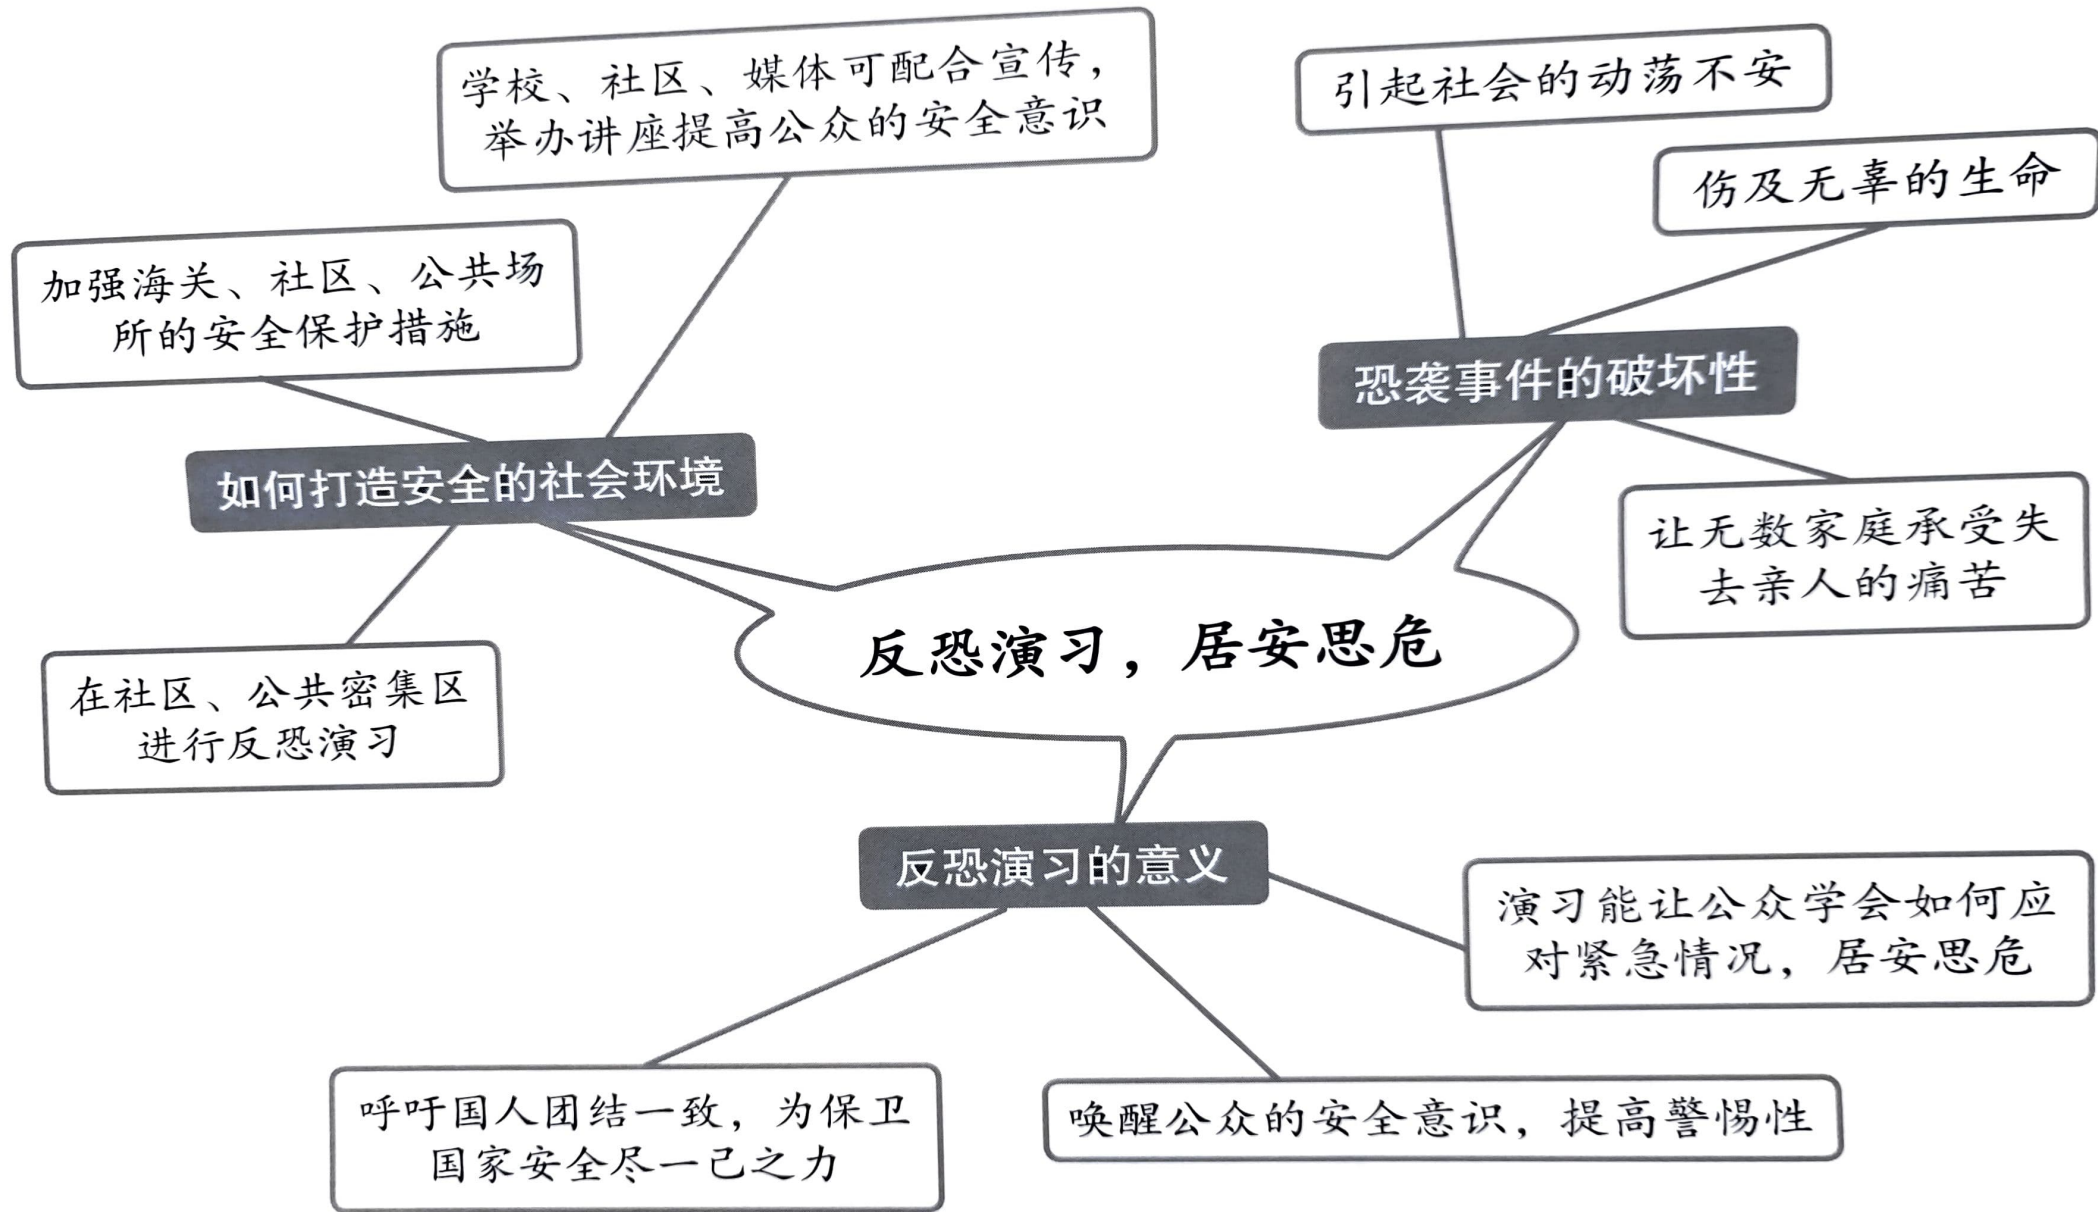 学校、社区、媒体可配合宣传，
举办讲座提高公众的安全意识
引起社会的动荡不安
伤及无辜的生命
加强海关、社区、公共场
所的安全保护措施
恐袭事件的破坏性
如何打造安全的社会环境
让无数家庭承受失
去亲人的痛苦
反恐演习，居安思危
在社区、公共密集区
进行反恐演习
反恐演习的意义
演习能让公众学会如何应
对紧急情况，居安思危
呼吁国人团结一致，为保卫
国家安全尽一己之力
唤醒公众的安全意识，提高警惕性